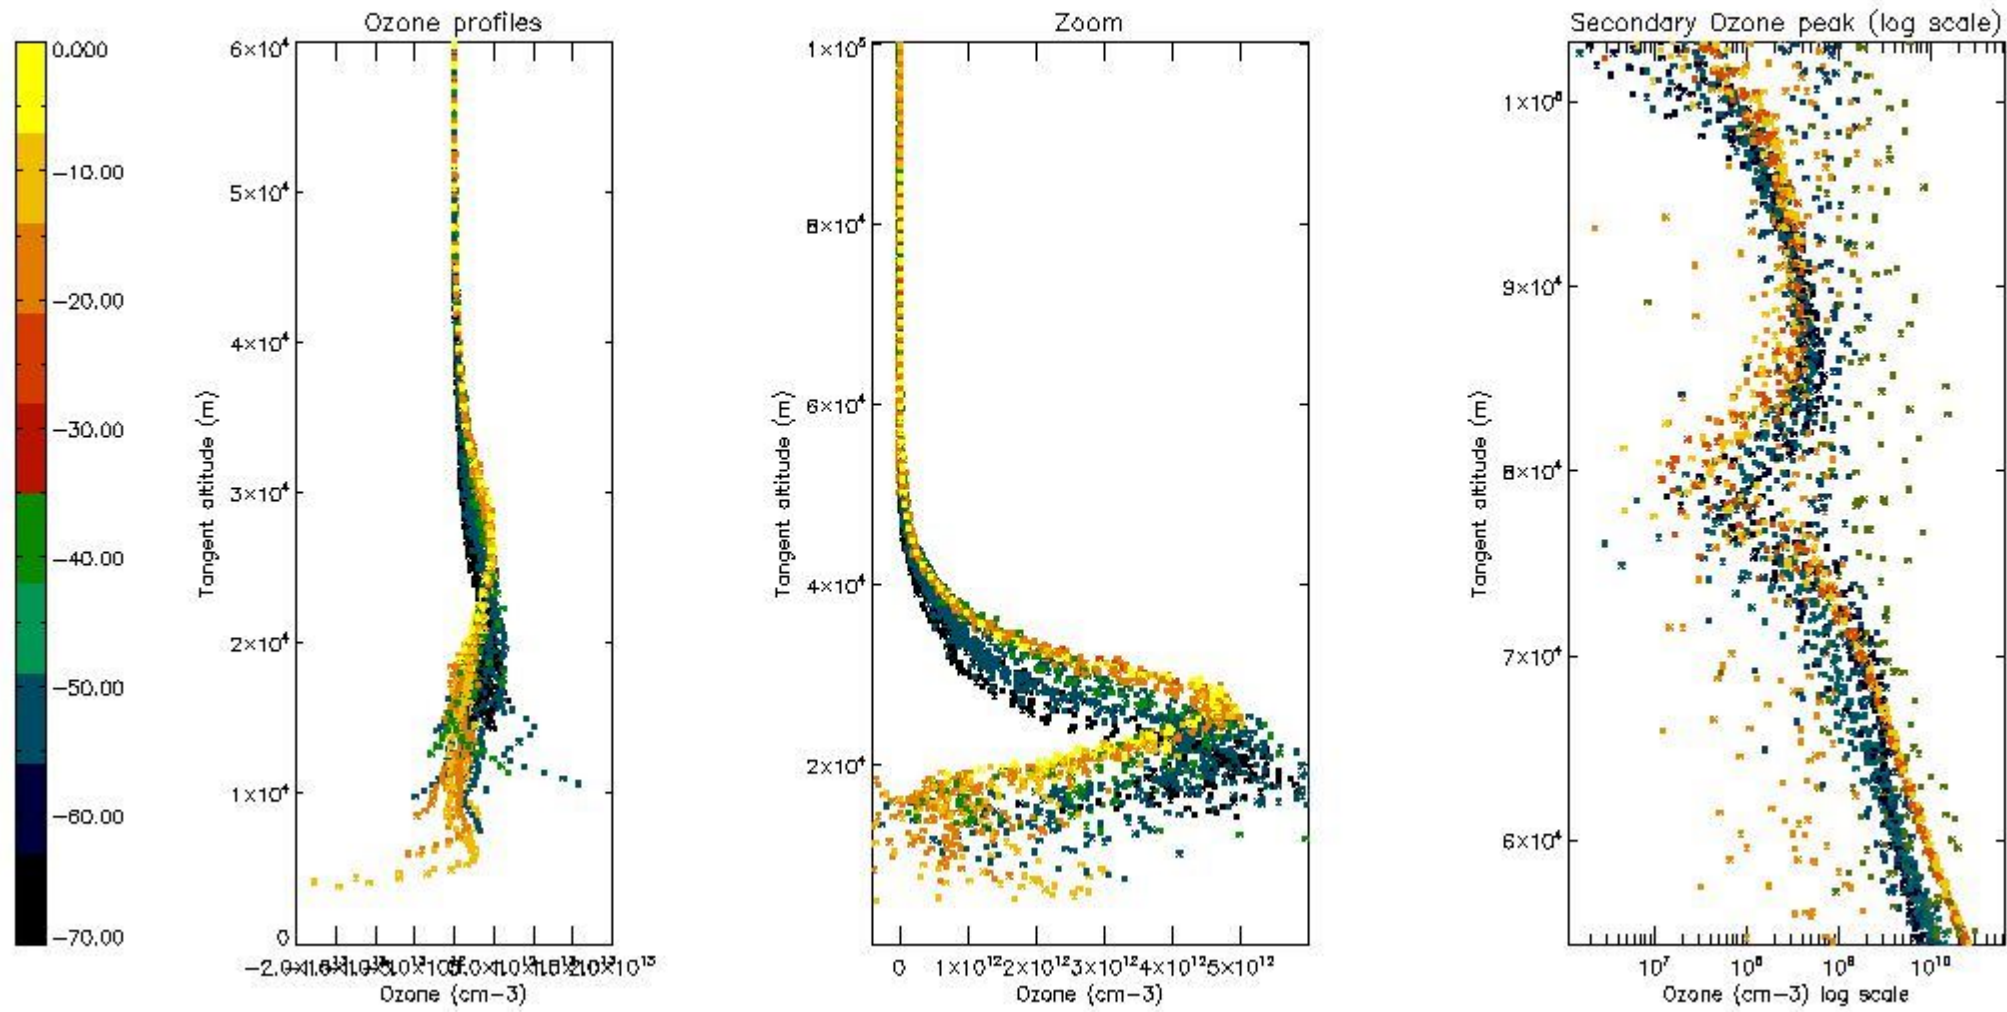 Ozone profiles
Zoom
Secondary Ozone peak (log scale)
0.000
−10.00
−20.00
−30.00
−40.00
−50.00
−60.00
−70.00
6×10⁴
5×10⁴
4×10⁴
3×10⁴
2×10⁴
1×10⁴
0
Tangent altitude (m)
Ozone (cm−3)
1×10⁵
8×10⁴
6×10⁴
4×10⁴
2×10⁴
Tangent altitude (m)
0 1×10¹² 2×10¹² 3×10¹² 4×10¹² 5×10¹²
Ozone (cm−3)
1×10⁵
9×10⁴
8×10⁴
7×10⁴
6×10⁴
Tangent altitude (m)
10⁷ 10⁸ 10⁹ 10¹⁰
Ozone (cm−3) log scale